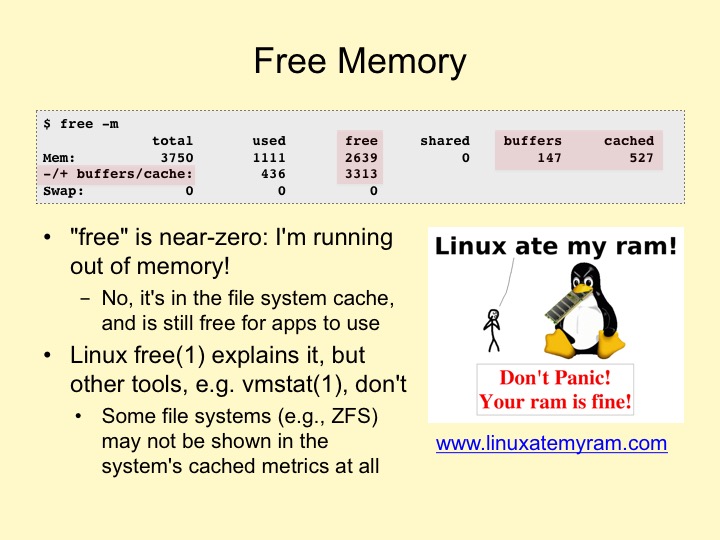 Free Memory
$ free -m
total used free shared buffers cached
Mem: 3750 1111 2639 0 147 527
-/+ buffers/cache: 436 3313
Swap: 0 0 0
• "free" is near-zero: I'm running
out of memory!
– No, it's in the file system cache,
and is still free for apps to use
• Linux free(1) explains it, but
other tools, e.g. vmstat(1), don't
• Some file systems (e.g., ZFS)
may not be shown in the
system's cached metrics at all
Linux ate my ram!
Don't Panic!
Your ram is fine!
www.linuxatemyram.com